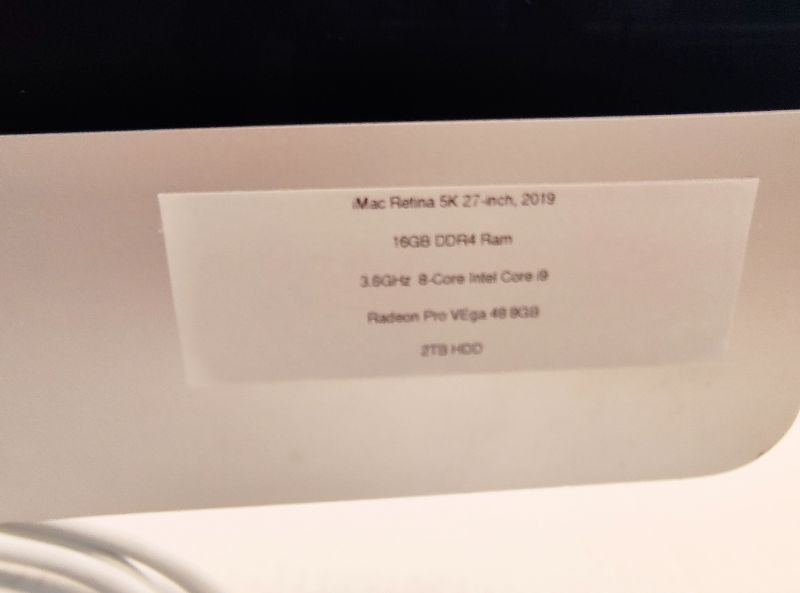 iMac Retina 5K 27-inch, 2019
16GB DDR4 Ram
3.6GHz 8-Core Intel Core i9
Radeon Pro VEga 48 8GB
2TB HDD